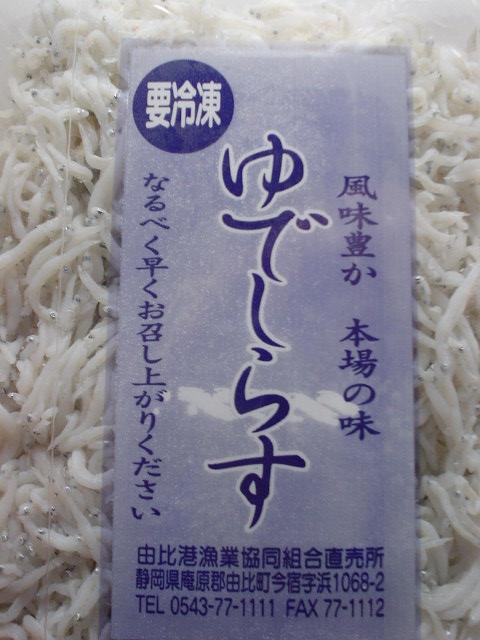 要冷凍
風味豊か 本場の味
ゆでしらす
なるべく早くお召し上がりください
由比港漁業協同組合直売所
静岡県庵原郡由比町今宿字浜1068-2
TEL 0543-77-1111 FAX 77-1112